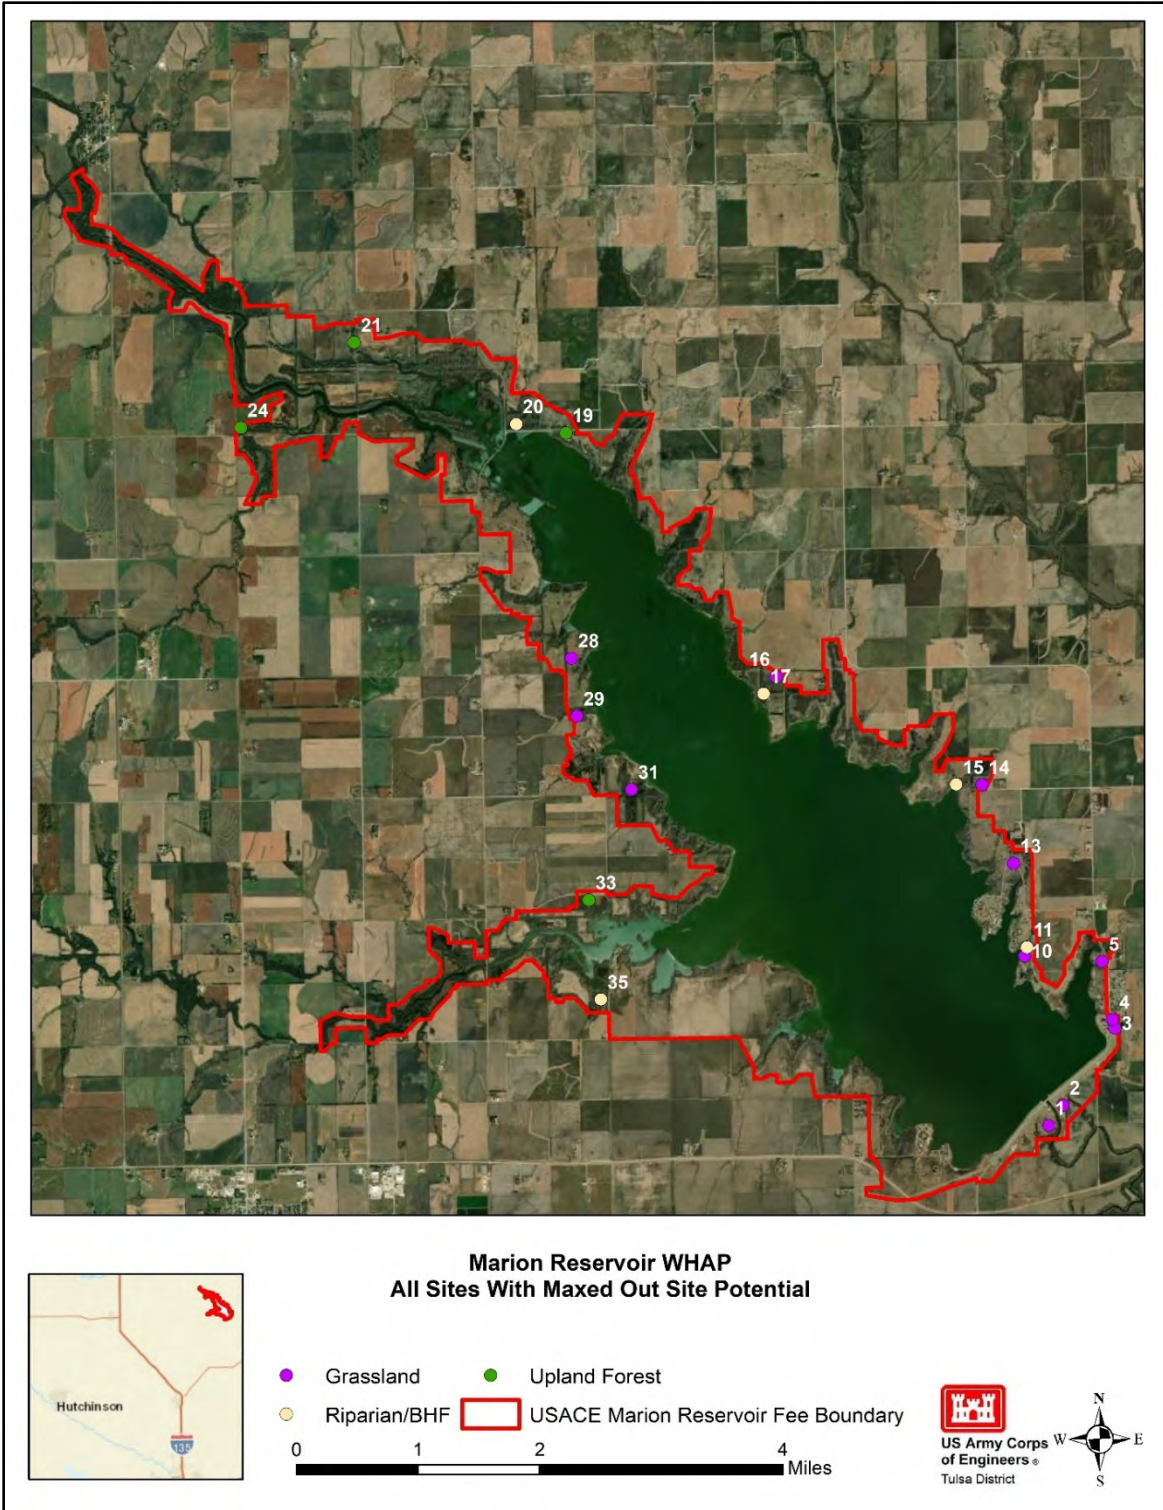 21
24
20
19
28
16
17
29
31
15
14
13
33
11
10
5
35
4
3
2
1
Marion Reservoir WHAP
All Sites With Maxed Out Site Potential
Hutchinson
135
Grassland
Upland Forest
Riparian/BHF
USACE Marion Reservoir Fee Boundary
0 1 2 4
Miles
US Army Corps
of Engineers ®
Tulsa District
N
W E
S